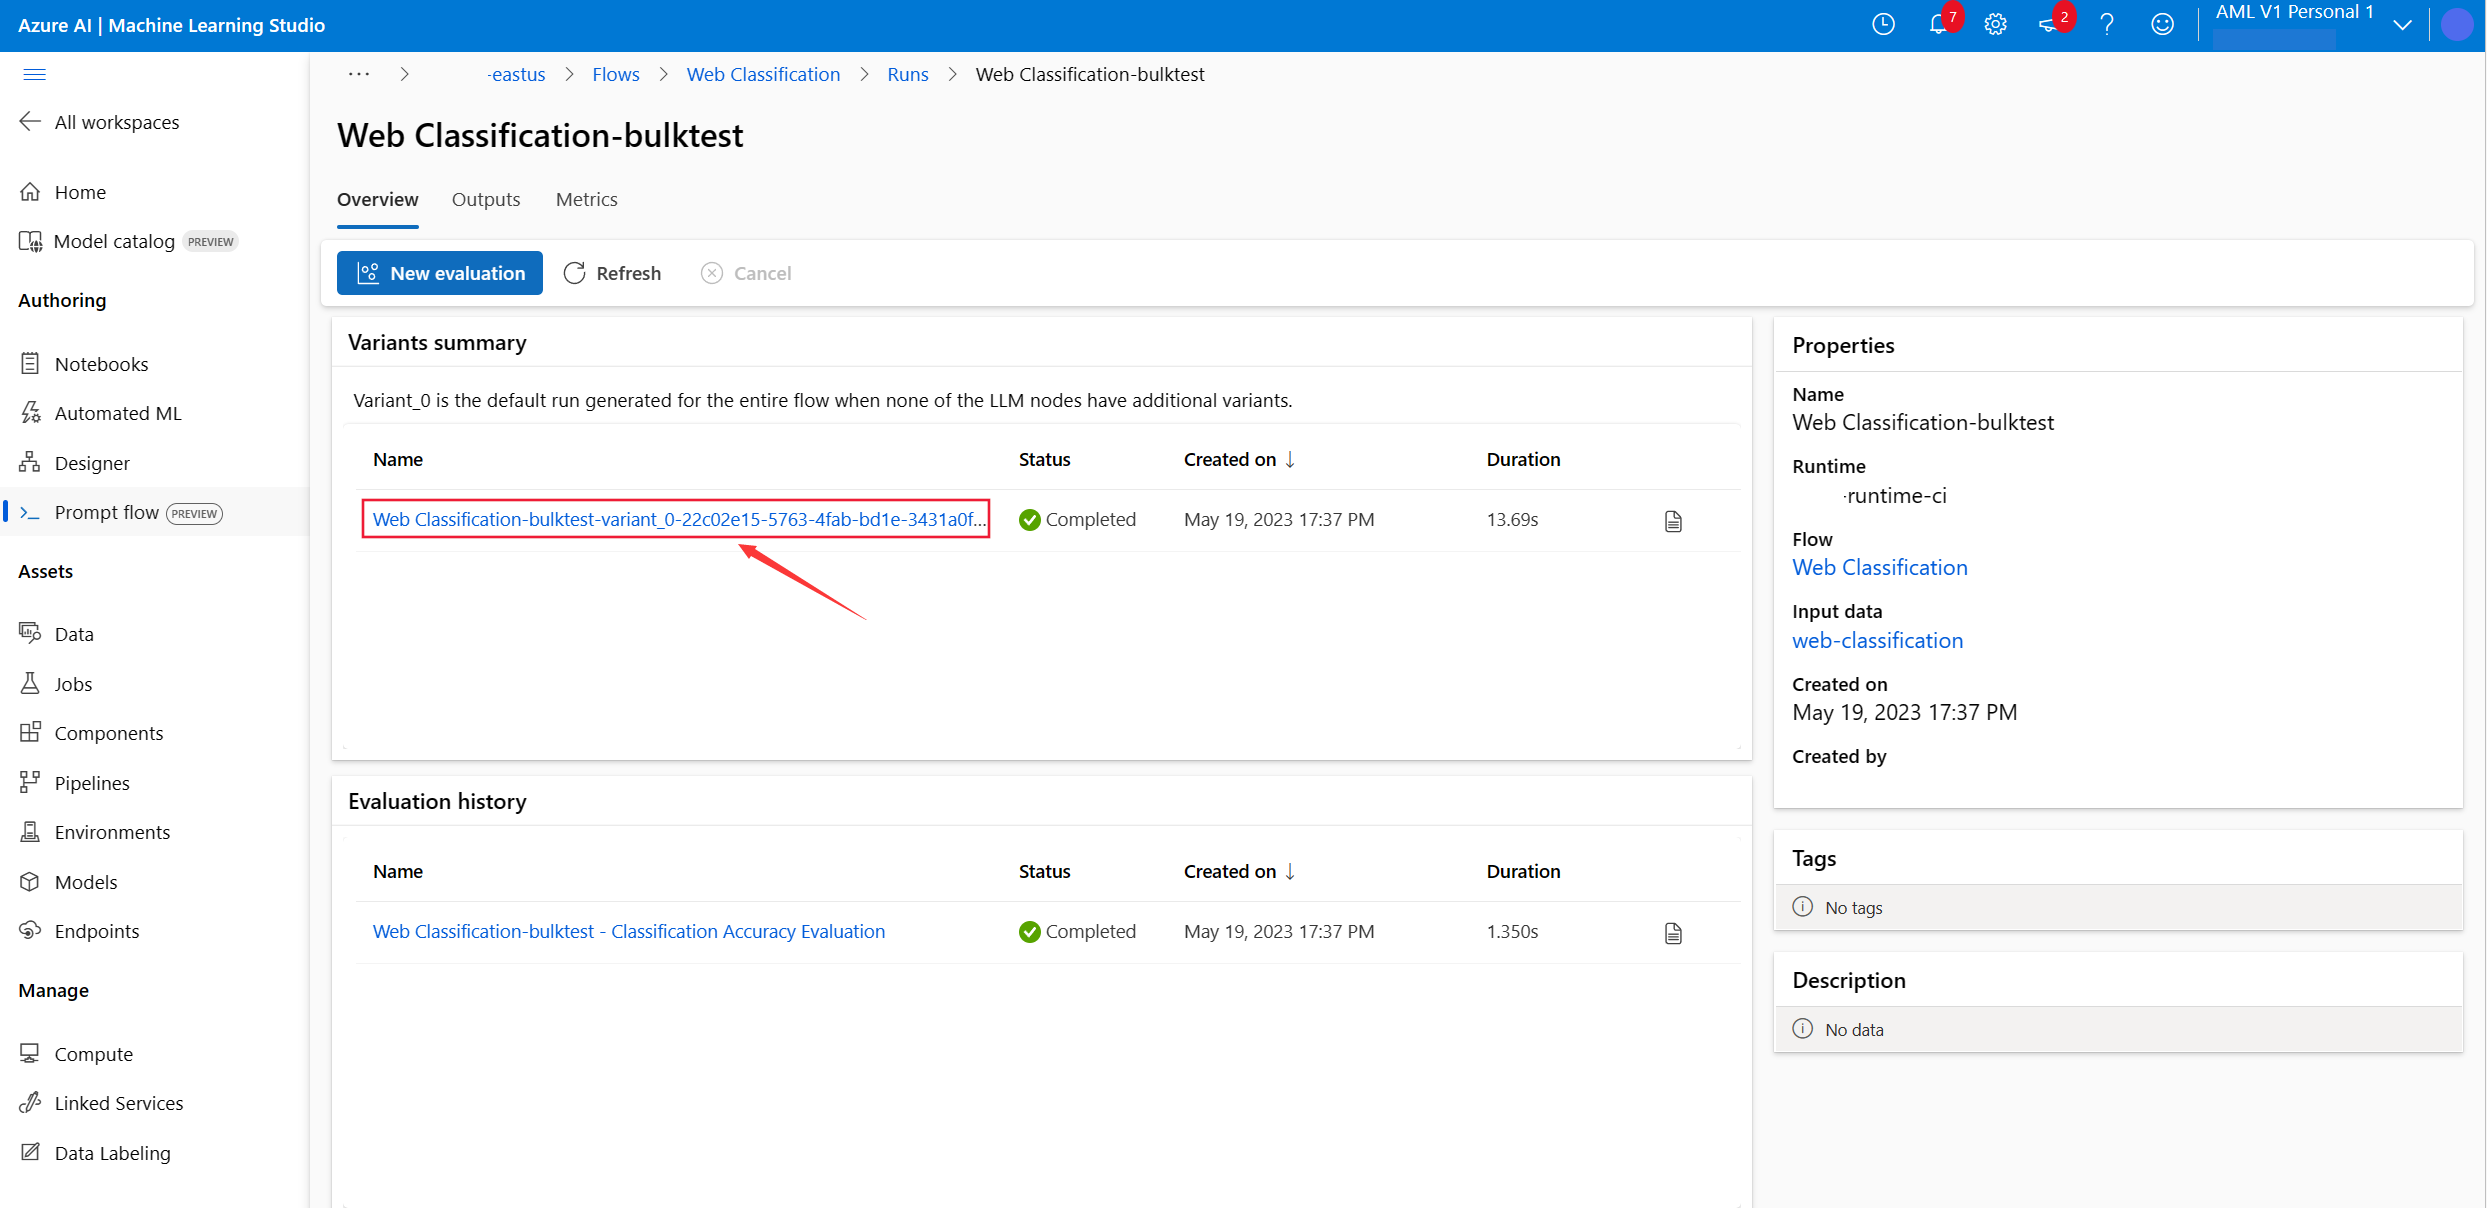 Azure AI | Machine Learning Studio
7
2
AML V1 Personal 1
··· > -eastus > Flows > Web Classification > Runs > Web Classification-bulktest
All workspaces
Home
Model catalog PREVIEW
Authoring
Notebooks
Automated ML
Designer
Prompt flow PREVIEW
Assets
Data
Jobs
Components
Pipelines
Environments
Models
Endpoints
Manage
Compute
Linked Services
Data Labeling
Web Classification-bulktest
Overview Outputs Metrics
New evaluation Refresh Cancel
Variants summary
Variant_0 is the default run generated for the entire flow when none of the LLM nodes have additional variants.
Name Status Created on ↓ Duration
Web Classification-bulktest-variant_0-22c02e15-5763-4fab-bd1e-3431a0f... Completed May 19, 2023 17:37 PM 13.69s
Evaluation history
Name Status Created on ↓ Duration
Web Classification-bulktest - Classification Accuracy Evaluation Completed May 19, 2023 17:37 PM 1.350s
Properties
Name
Web Classification-bulktest
Runtime
-runtime-ci
Flow
Web Classification
Input data
web-classification
Created on
May 19, 2023 17:37 PM
Created by
Tags
No tags
Description
No data